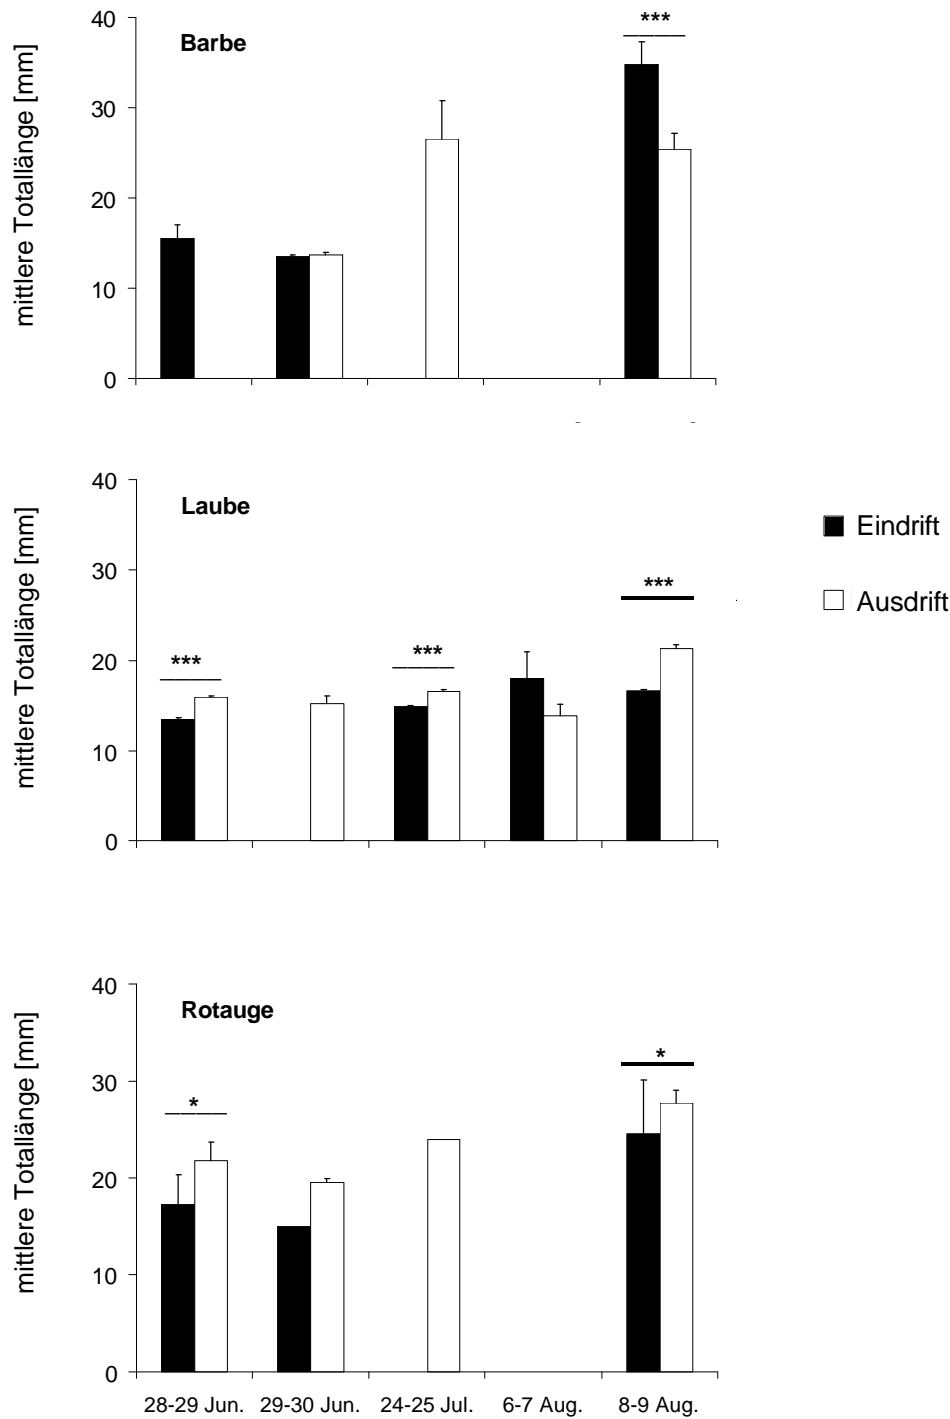 mittlere Totallänge [mm]
40
30
20
10
0
Barbe
***
mittlere Totallänge [mm]
40
30
20
10
0
Laube
***
***
***
Eindrift
Ausdrift
mittlere Totallänge [mm]
40
30
20
10
0
Rotauge
*
*
28-29 Jun. 29-30 Jun. 24-25 Jul. 6-7 Aug. 8-9 Aug.